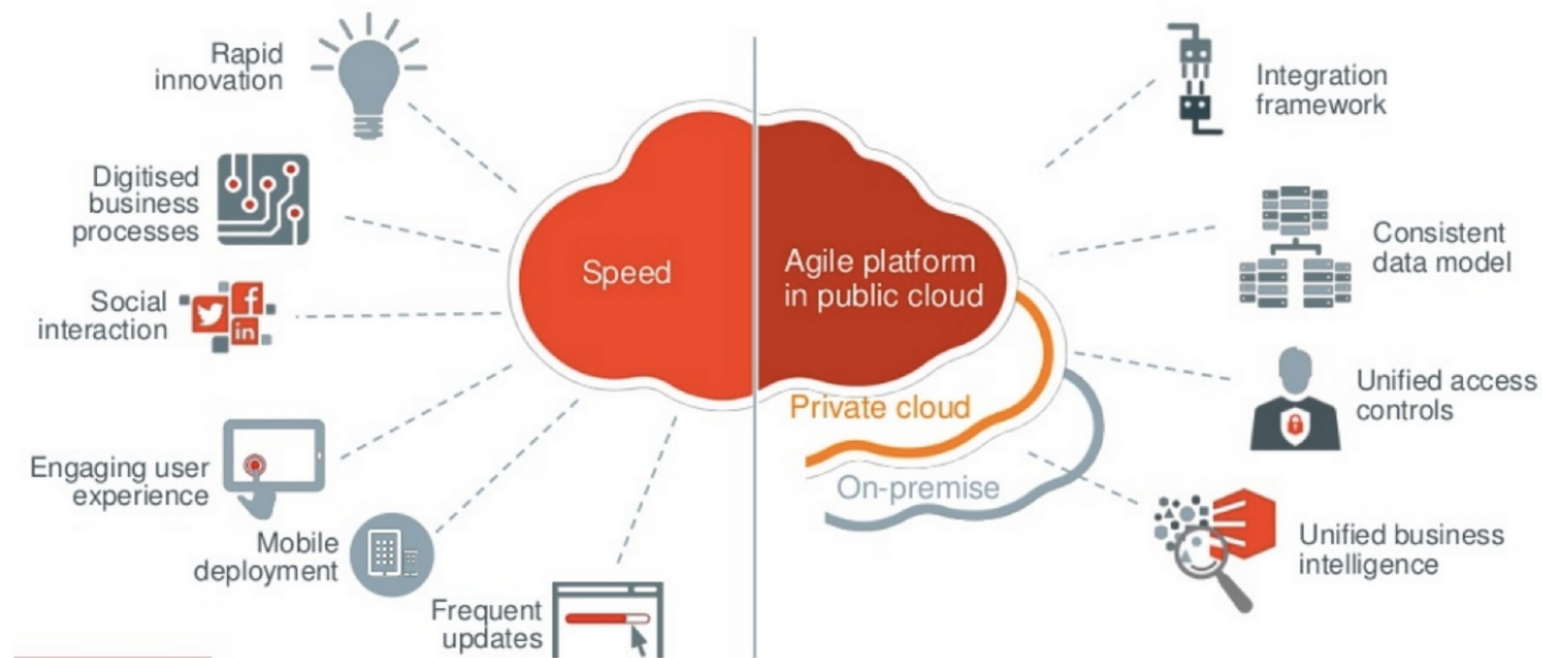 Rapid
innovation
Digitised
business
processes
Social
interaction
f
in
Engaging user
experience
Mobile
deployment
Frequent
updates
Speed
Agile platform
in public cloud
Private cloud
On-premise
Integration
framework
Consistent
data model
Unified access
controls
Unified business
intelligence